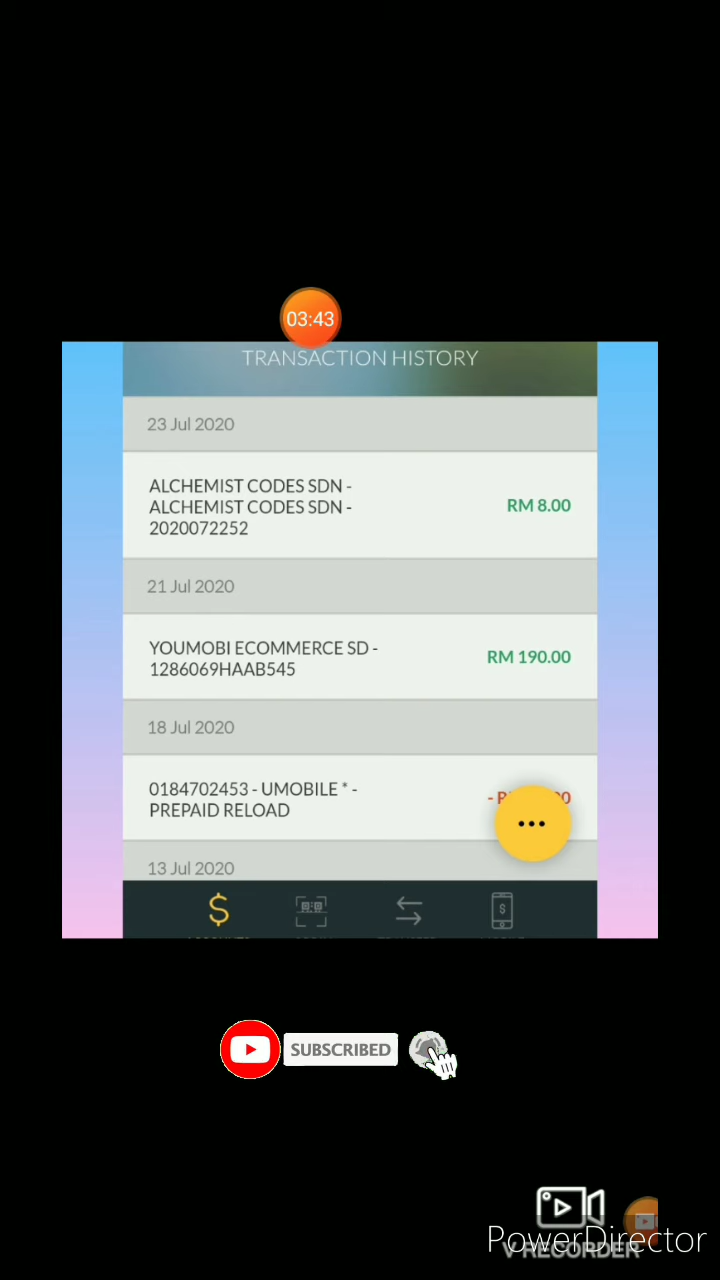 03:43
TRANSACTION HISTORY
23 Jul 2020
ALCHEMIST CODES SDN -
ALCHEMIST CODES SDN -
2020072252
RM 8.00
21 Jul 2020
YOUMOBI ECOMMERCE SD -
1286069HAAB545
RM 190.00
18 Jul 2020
0184702453 - UMOBILE * -
PREPAID RELOAD
13 Jul 2020
SUBSCRIBED
PowerDirector
V RECORDER